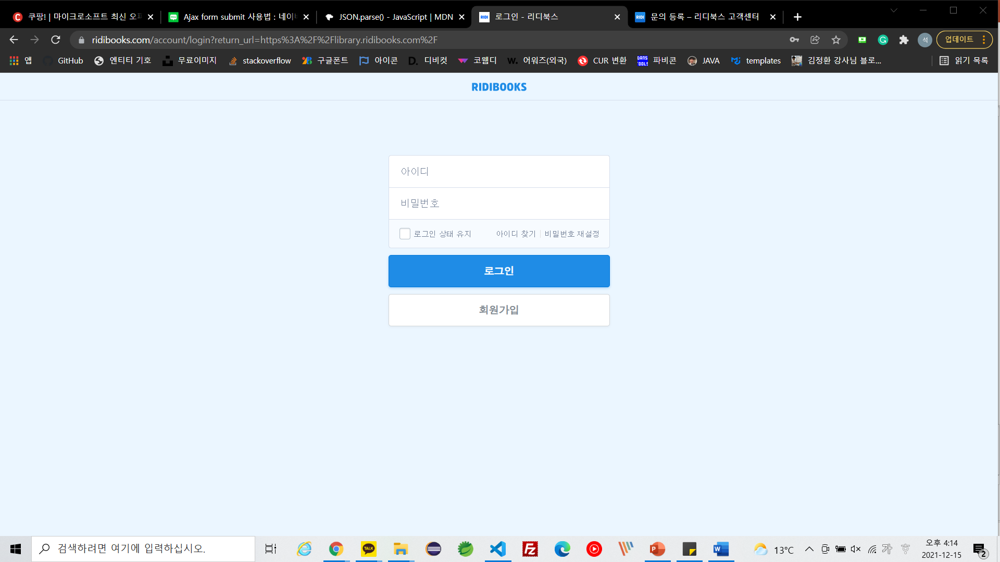 쿠팡! | 마이크로소프트 최신 오피
Ajax form submit 사용법 : 네이버
JSON.parse() - JavaScript | MDN
로그인 - 리디북스
문의 등록 – 리디북스 고객센터
ridibooks.com/account/login?return_url=https%3A%2F%2Flibrary.ridibooks.com%2F
석
업데이트
앱
GitHub
엔티티 기호
무료이미지
stackoverflow
구글폰트
아이콘
D. 디비컷
코웹디
w. 어워즈(외국)
CUR 변환
파비콘
JAVA
templates
김정환 강사님 블로...
읽기 목록
RIDIBOOKS
아이디
비밀번호
로그인 상태 유지
아이디 찾기 | 비밀번호 재설정
로그인
회원가입
검색하려면 여기에 입력하십시오.
TALK
13°C
가
오후 4:14
2021-12-15
2